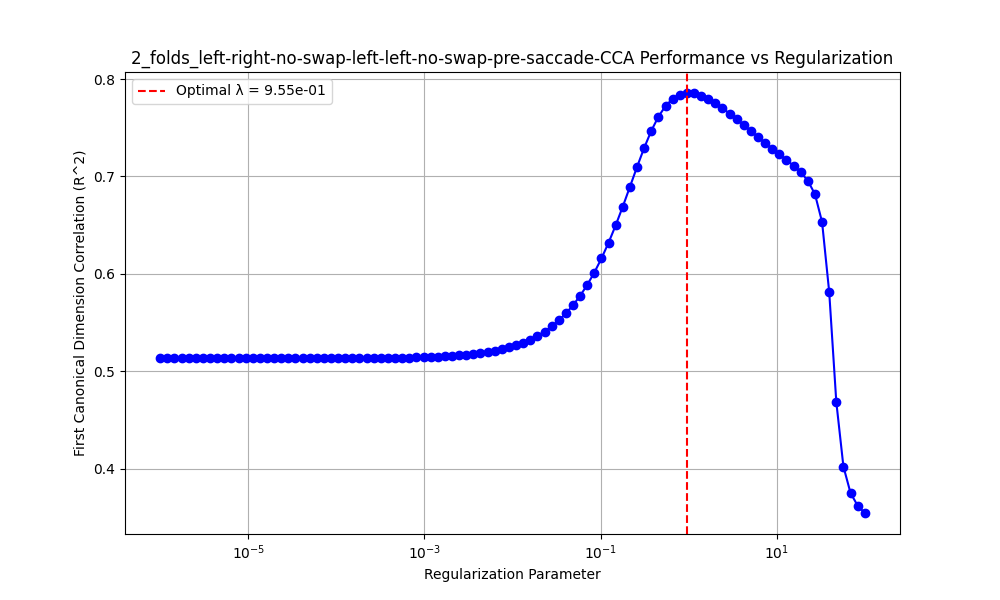 2_folds_left-right-no-swap-left-left-no-swap-pre-saccade-CCA Performance vs Regularization
Optimal λ = 9.55e-01
First Canonical Dimension Correlation (R^2)
0.8
0.7
0.6
0.5
0.4
10⁻⁵ 10⁻³ 10⁻¹ 10¹
Regularization Parameter